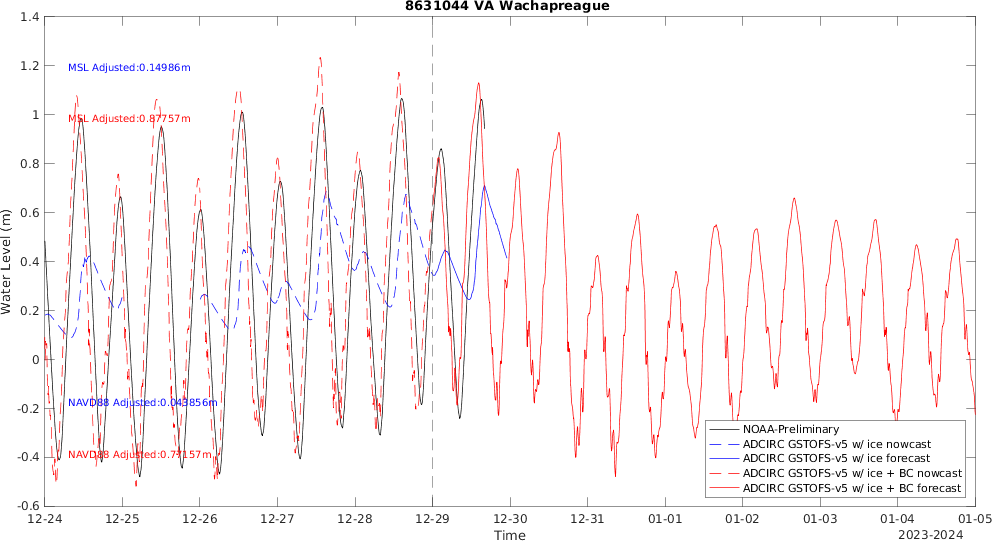 8631044 VA Wachapreague
1.4
1.2
1
0.8
0.6
0.4
0.2
0
-0.2
-0.4
-0.6
Water Level (m)
MSL Adjusted:0.14986m
MSL Adjusted:0.87757m
NAVD88 Adjusted:0.043856m
NAVD88 Adjusted:0.77157m
NOAA-Preliminary
ADCIRC GSTOFS-v5 w/ ice nowcast
ADCIRC GSTOFS-v5 w/ ice forecast
ADCIRC GSTOFS-v5 w/ ice + BC nowcast
ADCIRC GSTOFS-v5 w/ ice + BC forecast
12-24 12-25 12-26 12-27 12-28 12-29 12-30 12-31 01-01 01-02 01-03 01-04 01-05
Time
2023-2024